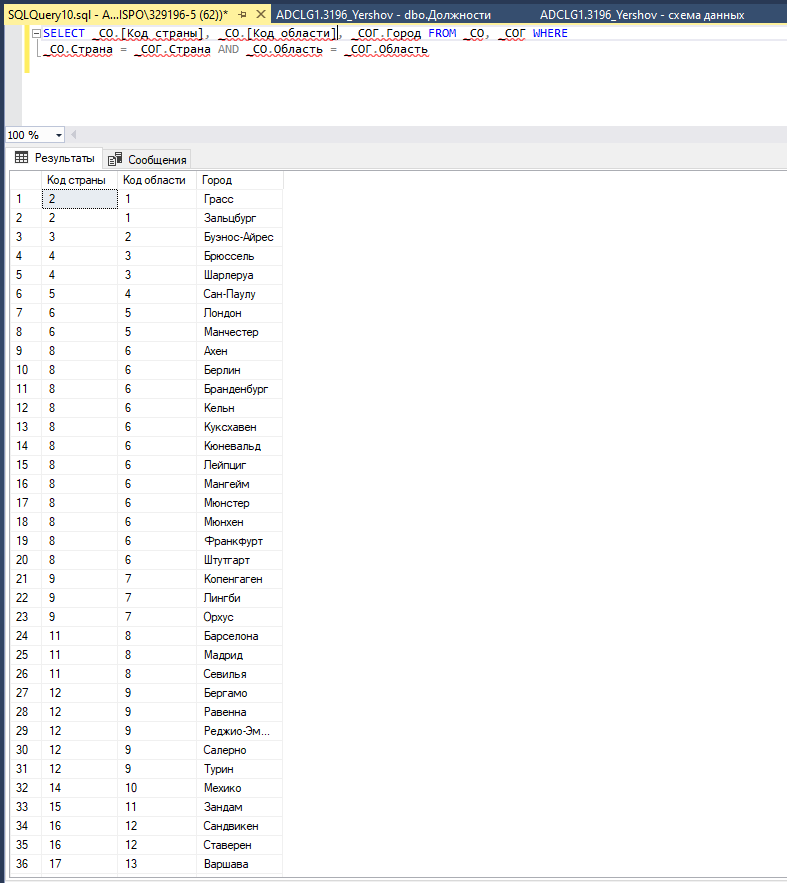 SQLQuery10.sql - A...ISPO\329196-5 (62))* ADCLG1.3196_Yershov - dbo.Должности ADCLG1.3196_Yershov - схема данных
SELECT _СО.[Код страны], _СО.[Код области], _СОГ.Город FROM _СО, _СОГ WHERE
_СО.Страна = _СОГ.Страна AND _СО.Область = _СОГ.Область
100 %
Результаты Сообщения
Код страны Код области Город
1 2 1 Грасс
2 2 1 Зальцбург
3 3 2 Буэнос-Айрес
4 4 3 Брюссель
5 4 3 Шарлеруа
6 5 4 Сан-Паулу
7 6 5 Лондон
8 6 5 Манчестер
9 8 6 Ахен
10 8 6 Берлин
11 8 6 Бранденбург
12 8 6 Кельн
13 8 6 Куксхавен
14 8 6 Кюневальд
15 8 6 Лейпциг
16 8 6 Мангейм
17 8 6 Мюнстер
18 8 6 Мюнхен
19 8 6 Франкфурт
20 8 6 Штутгарт
21 9 7 Копенгаген
22 9 7 Лингби
23 9 7 Орхус
24 11 8 Барселона
25 11 8 Мадрид
26 11 8 Севилья
27 12 9 Бергамо
28 12 9 Равенна
29 12 9 Реджио-Эм...
30 12 9 Салерно
31 12 9 Турин
32 14 10 Мехико
33 15 11 Зандам
34 16 12 Сандвикен
35 16 12 Ставерен
36 17 13 Варшава